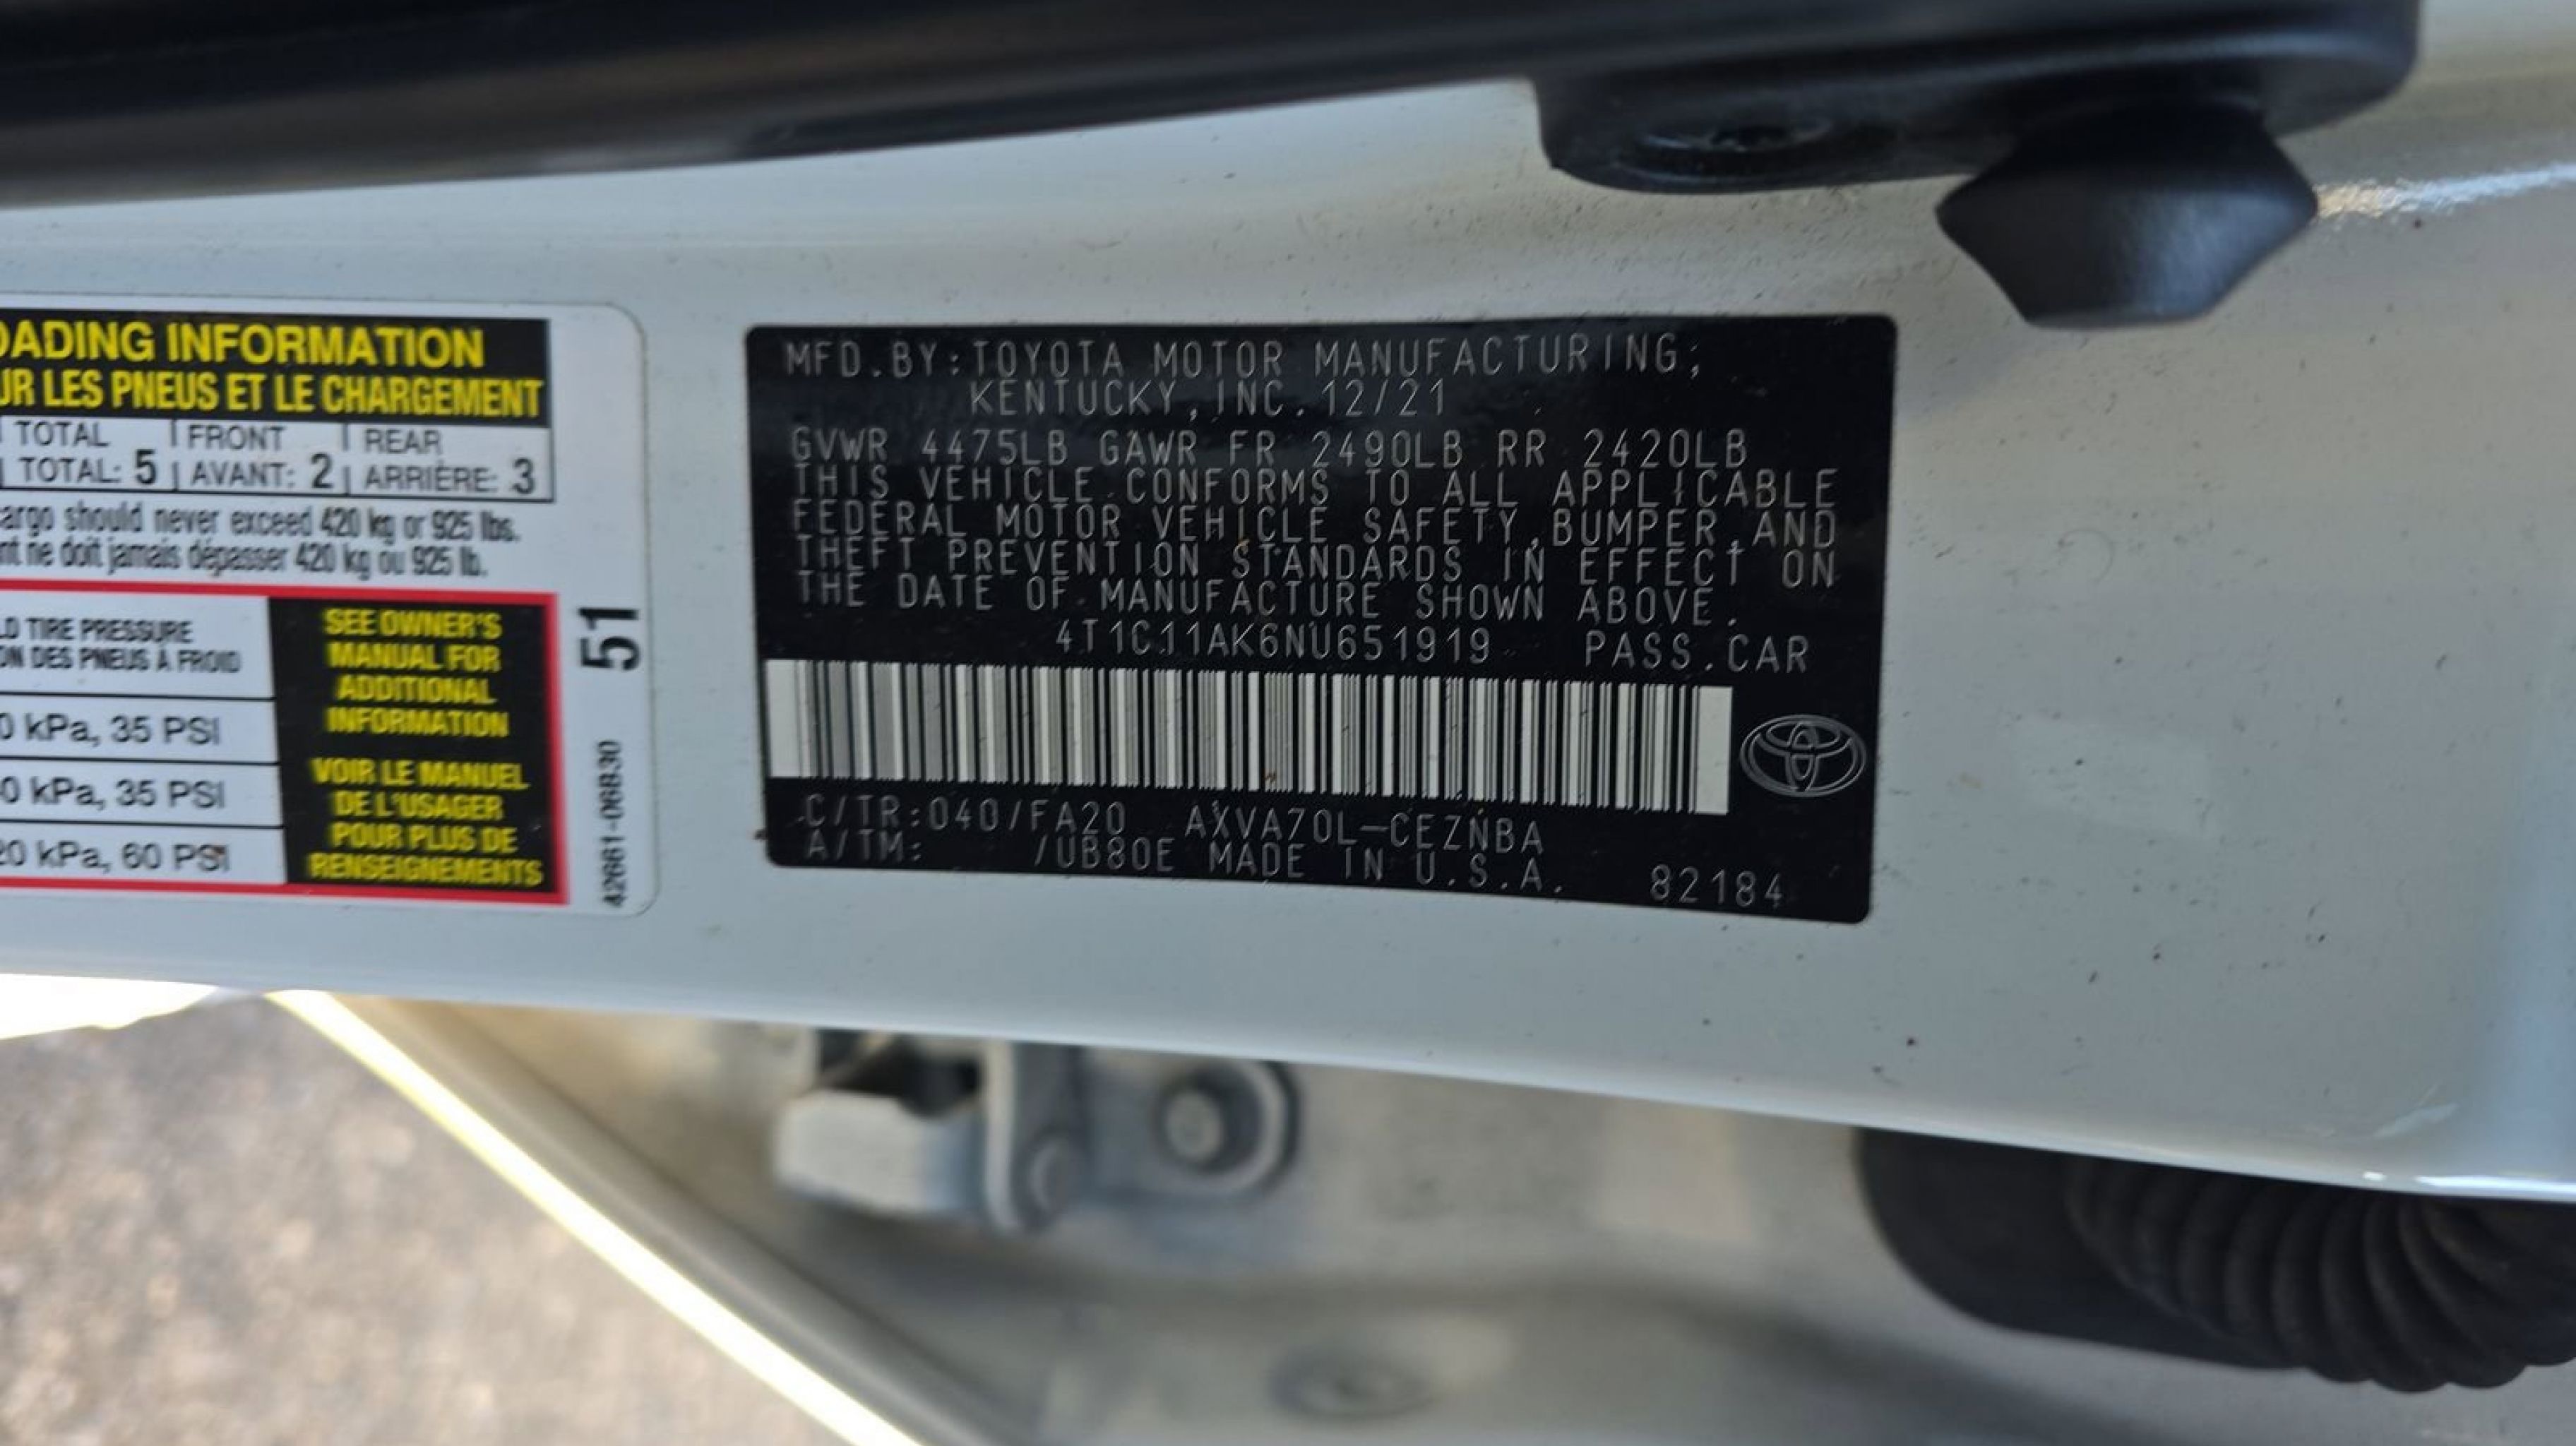 OADING INFORMATION
UR LES PNEUS ET LE CHARGEMENT
TOTAL FRONT REAR
TOTAL: 5 AVANT: 2 ARRIÈRE: 3
argo should never exceed 420 kg or 925 lbs.
nt ne doit jamais dépasser 420 kg ou 925 lb.
D TIRE PRESSURE
ON DES PNEUS À FROID
0 kPa, 35 PSI
0 kPa, 35 PSI
20 kPa, 60 PSI
SEE OWNER'S
MANUAL FOR
ADDITIONAL
INFORMATION
VOIR LE MANUEL
DE L'USAGER
POUR PLUS DE
RENSEIGNEMENTS
51
42661-06B30
MFD.BY:TOYOTA MOTOR MANUFACTURING,
KENTUCKY,INC.12/21
GVWR 4475LB GAWR FR 2490LB RR 2420LB
THIS VEHICLE CONFORMS TO ALL APPLICABLE
FEDERAL MOTOR VEHICLE SAFETY,BUMPER,AND
THEFT PREVENTION STANDARDS IN EFFECT ON
THE DATE OF MANUFACTURE SHOWN ABOVE.
4T1C11AK6NU651919 PASS.CAR
C/TR:040/FA20 AXVA70L-CEZNBA
A/TM: /UB80E MADE IN U.S.A. 82184